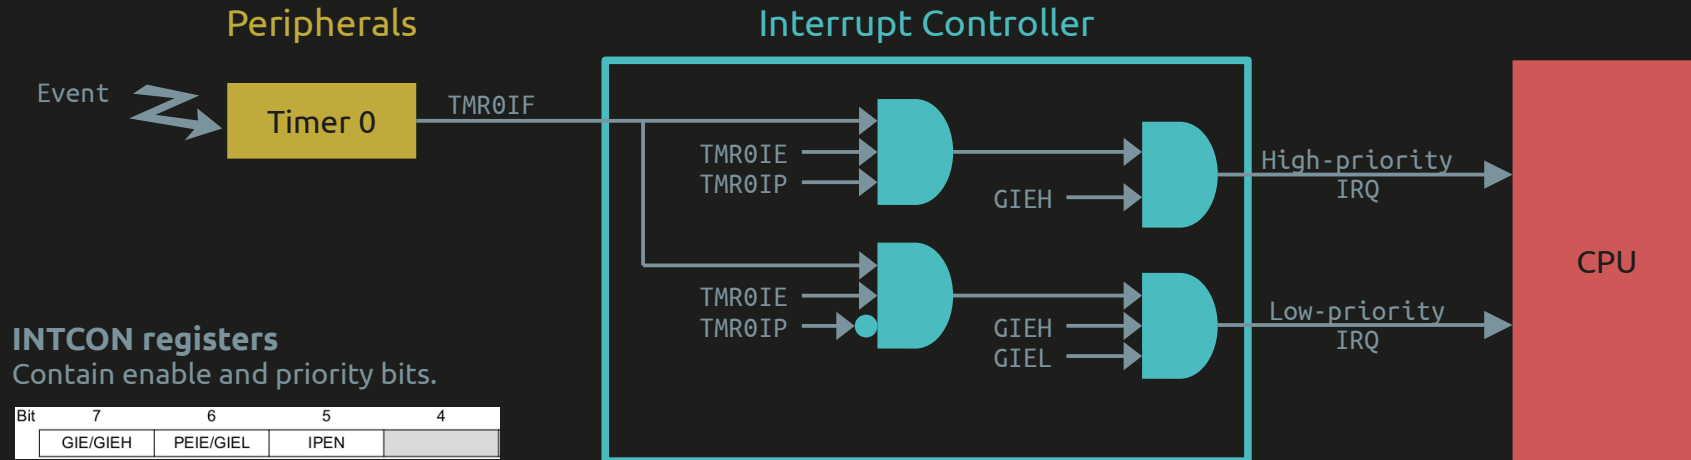 Peripherals
Interrupt Controller
Event
Timer 0
TMR0IF
TMR0IE
TMR0IP
GIEH
High-priority
IRQ
TMR0IE
TMR0IP
GIEH
GIEL
Low-priority
IRQ
CPU
INTCON registers
Contain enable and priority bits.
Bit 7 6 5 4
GIE/GIEH PEIE/GIEL IPEN